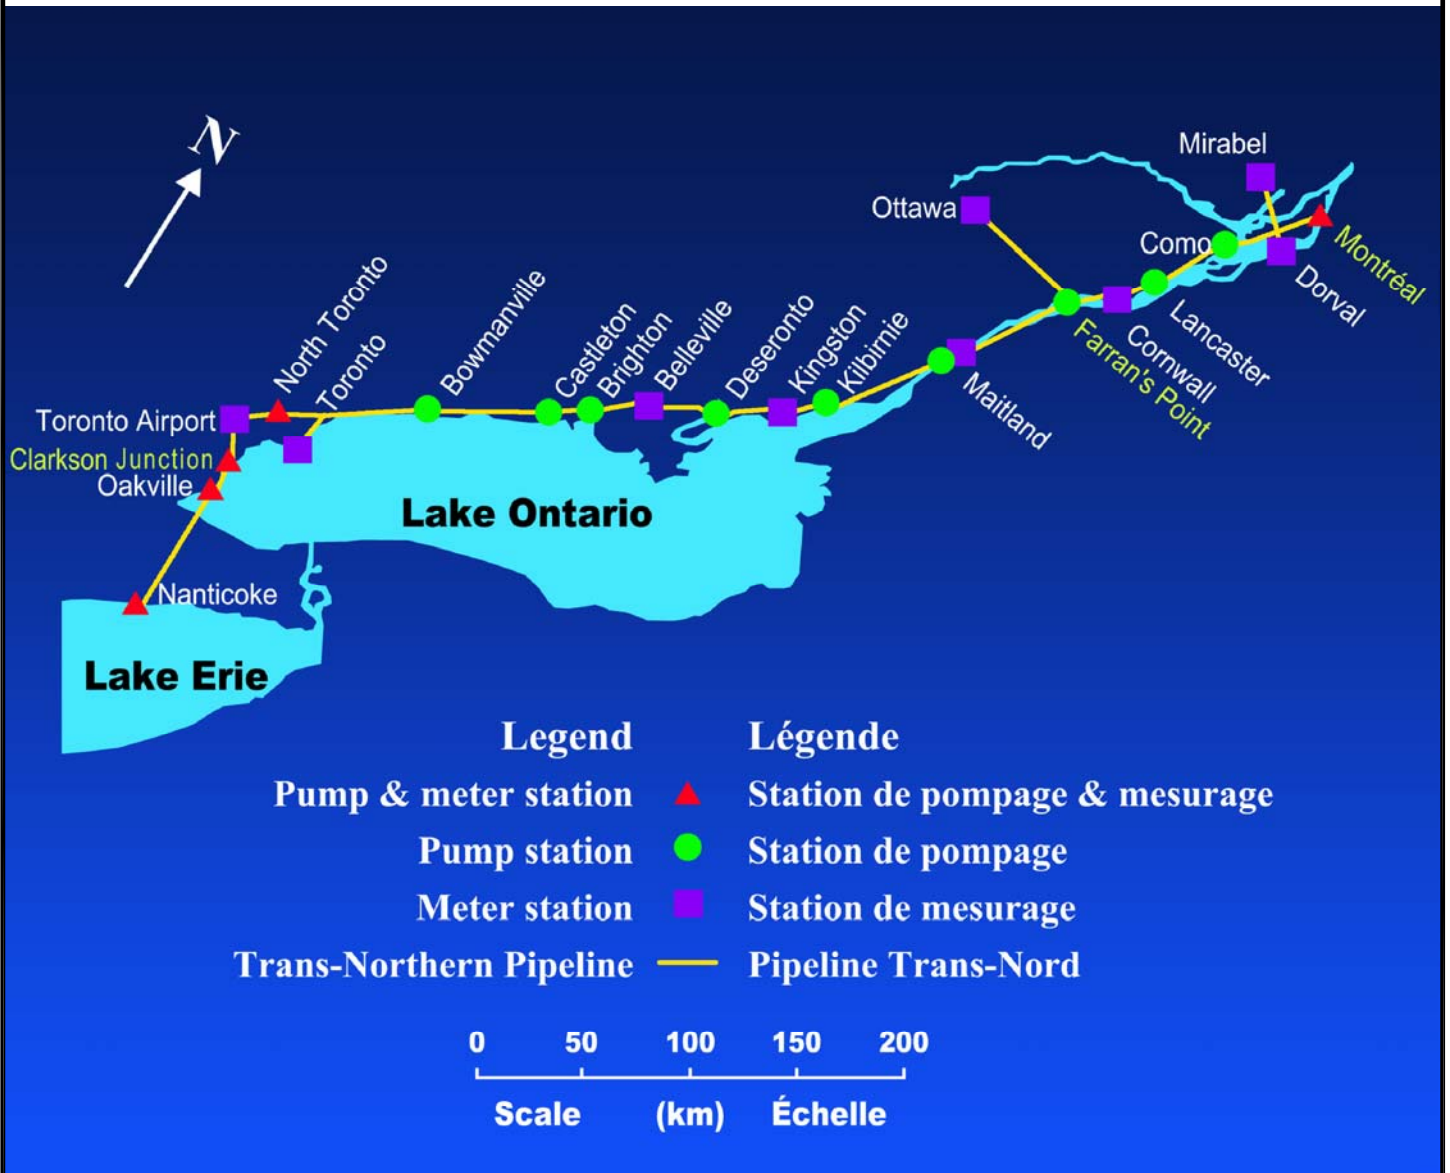 N
Mirabel
Ottawa
Como
Montréal
Dorval
Lancaster
Cornwall
Farran's Point
Maitland
North Toronto
Toronto
Bowmanville
Castleton
Brighton
Belleville
Deseronto
Kingston
Kilbirnie
Toronto Airport
Clarkson Junction
Oakville
Lake Ontario
Nanticoke
Lake Erie
Legend Légende
Pump & meter station Station de pompage & mesurage
Pump station Station de pompage
Meter station Station de mesurage
Trans-Northern Pipeline Pipeline Trans-Nord
0 50 100 150 200
Scale (km) Échelle